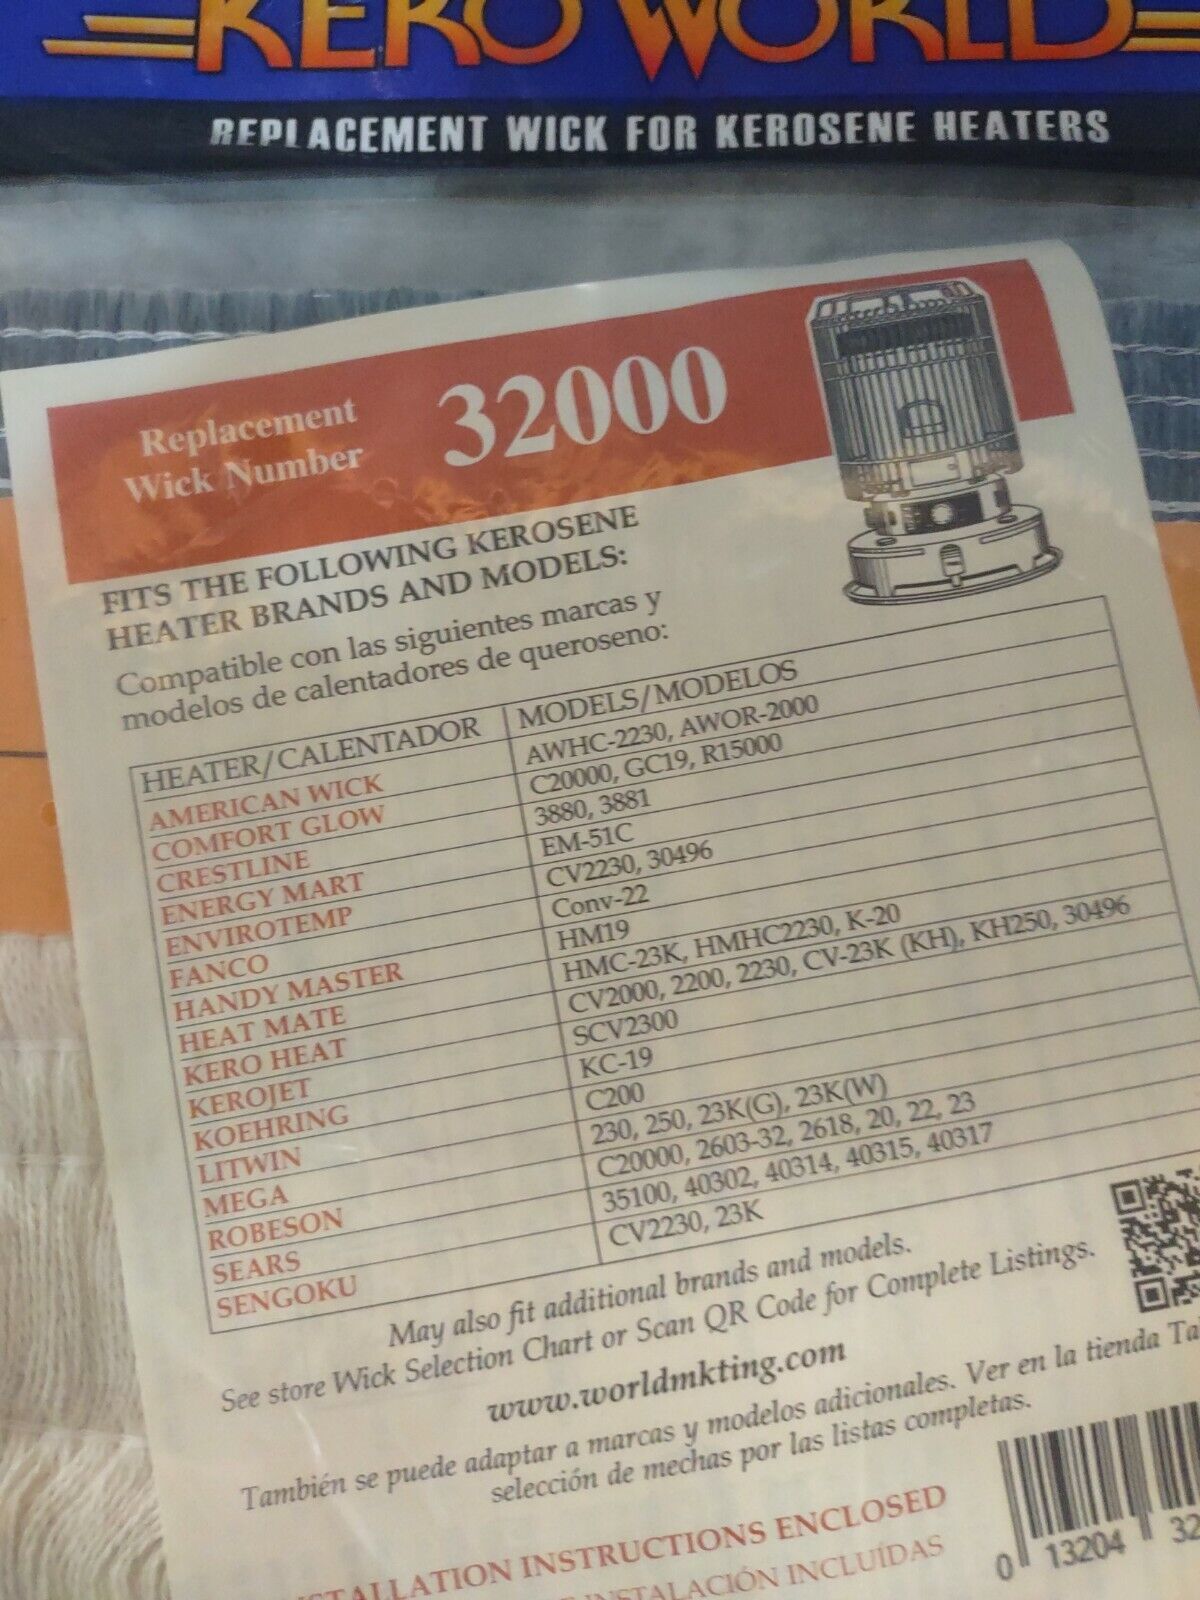 KERO WORLD
REPLACEMENT WICK FOR KEROSENE HEATERS
Replacement
Wick Number
32000
FITS THE FOLLOWING KEROSENE
HEATER BRANDS AND MODELS:
Compatible con las siguientes marcas y
modelos de calentadores de queroseno:
HEATER/CALENTADOR MODELS/MODELOS
AMERICAN WICK AWHC-2230, AWOR-2000
COMFORT GLOW C20000, GC19, R15000
CRESTLINE 3880, 3881
ENERGY MART EM-51C
ENVIROTEMP CV2230, 30496
FANCO Conv-22
HANDY MASTER HM19
HEAT MATE HMC-23K, HMHC2230, K-20
KERO HEAT CV2000, 2200, 2230, CV-23K (KH), KH250, 30496
KEROJET SCV2300
KOEHRING KC-19
LITWIN C200
MEGA 230, 250, 23K(G), 23K(W)
ROBESON C20000, 2603-32, 2618, 20, 22, 23
SEARS 35100, 40302, 40314, 40315, 40317
SENGOKU CV2230, 23K
May also fit additional brands and models.
See store Wick Selection Chart or Scan QR Code for Complete Listings.
www.worldmkting.com
También se puede adaptar a marcas y modelos adicionales. Ver en la tienda
selección de mechas por las listas completas.
INSTALLATION INSTRUCTIONS ENCLOSED
INSTALACIÓN INCLUÍDAS
0 13204 32